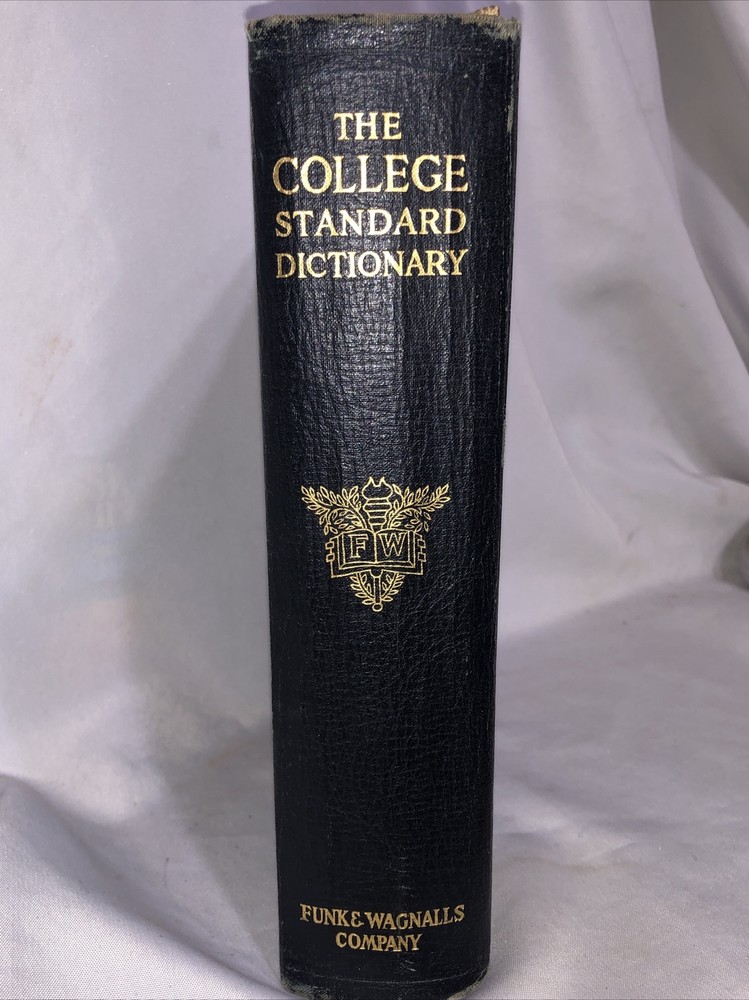 THE
COLLEGE
STANDARD
DICTIONARY
F W
FUNK & WAGNALLS
COMPANY